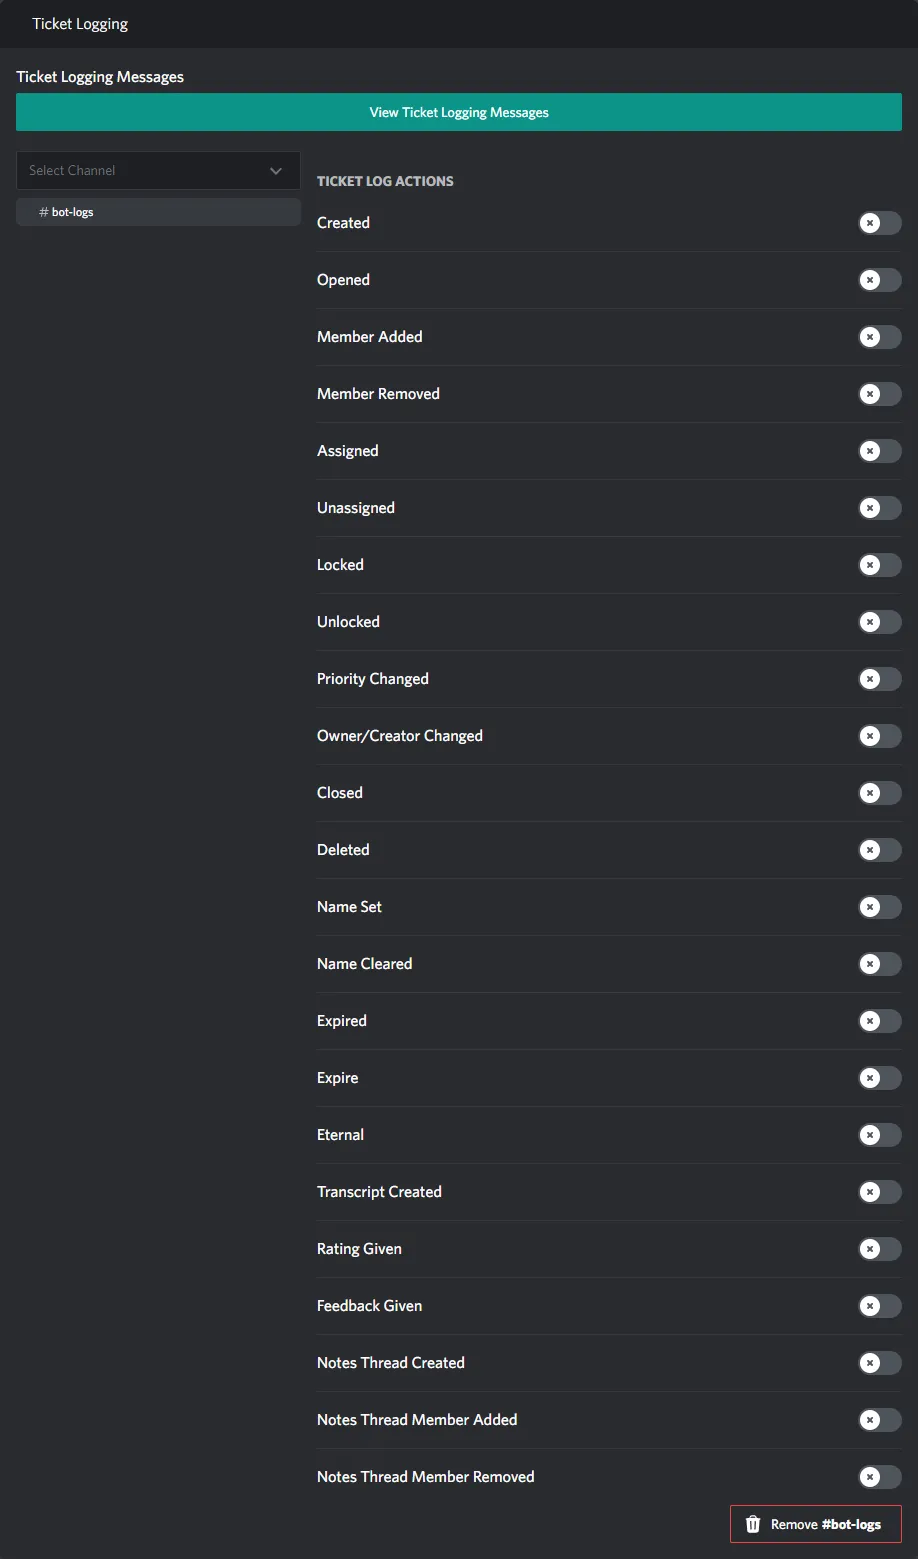 Ticket Logging
Ticket Logging Messages
View Ticket Logging Messages
Select Channel
# bot-logs
TICKET LOG ACTIONS
Created
Opened
Member Added
Member Removed
Assigned
Unassigned
Locked
Unlocked
Priority Changed
Owner/Creator Changed
Closed
Deleted
Name Set
Name Cleared
Expired
Expire
Eternal
Transcript Created
Rating Given
Feedback Given
Notes Thread Created
Notes Thread Member Added
Notes Thread Member Removed
Remove #bot-logs